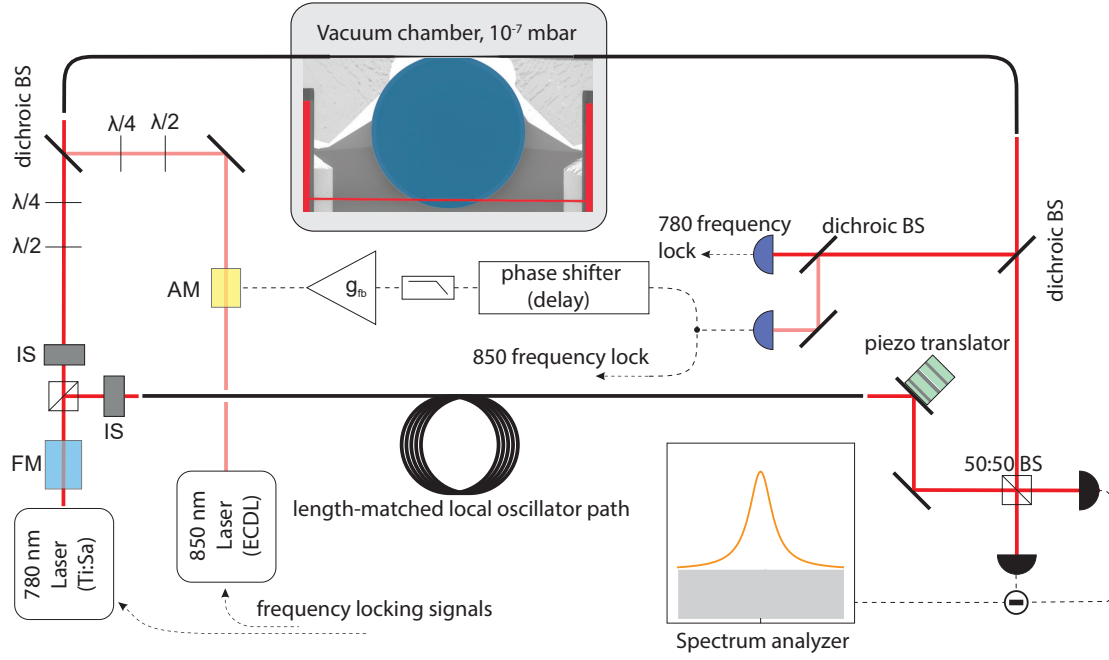 Vacuum chamber, 10⁻⁷ mbar
dichroic BS
λ/4
λ/2
λ/4
λ/2
780 frequency
lock
dichroic BS
dichroic BS
AM
g_fb
phase shifter
(delay)
850 frequency lock
piezo translator
IS
IS
FM
length-matched local oscillator path
50:50 BS
780 nm
Laser
(Ti:Sa)
850 nm
Laser
(ECDL)
frequency locking signals
Spectrum analyzer